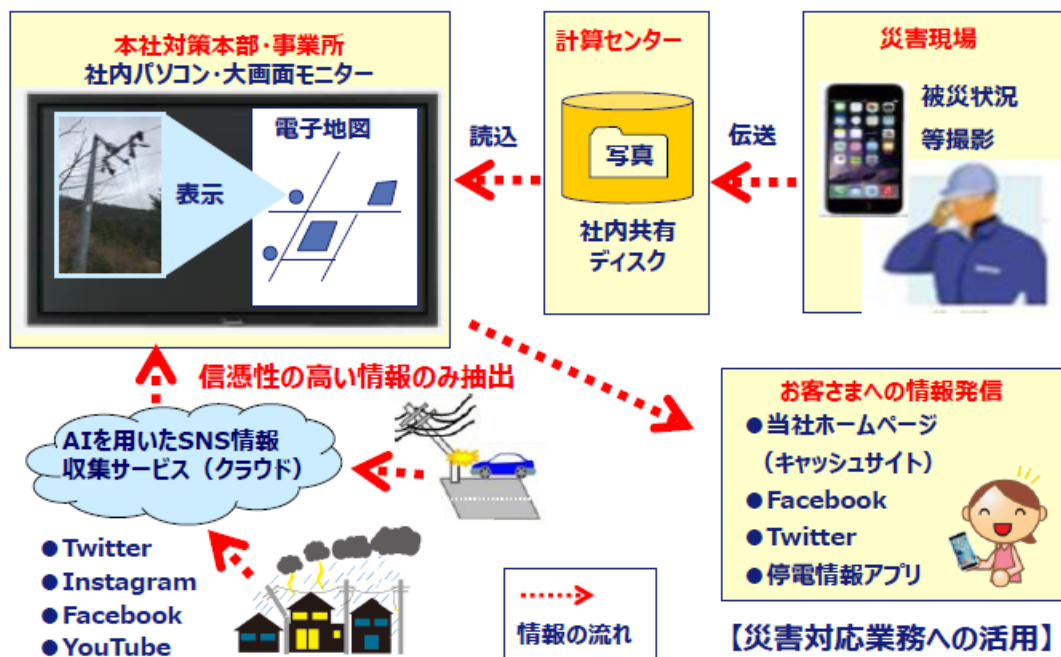 本社対策本部・事業所
社内パソコン・大画面モニター
表示
電子地図
読込
計算センター
写真
社内共有
ディスク
伝送
災害現場
被災状況
等撮影
信憑性の高い情報のみ抽出
AIを用いたSNS情報
収集サービス（クラウド）
●Twitter
●Instagram
●Facebook
●YouTube
情報の流れ
お客さまへの情報発信
●当社ホームページ
（キャッシュサイト）
●Facebook
●Twitter
●停電情報アプリ
【災害対応業務への活用】